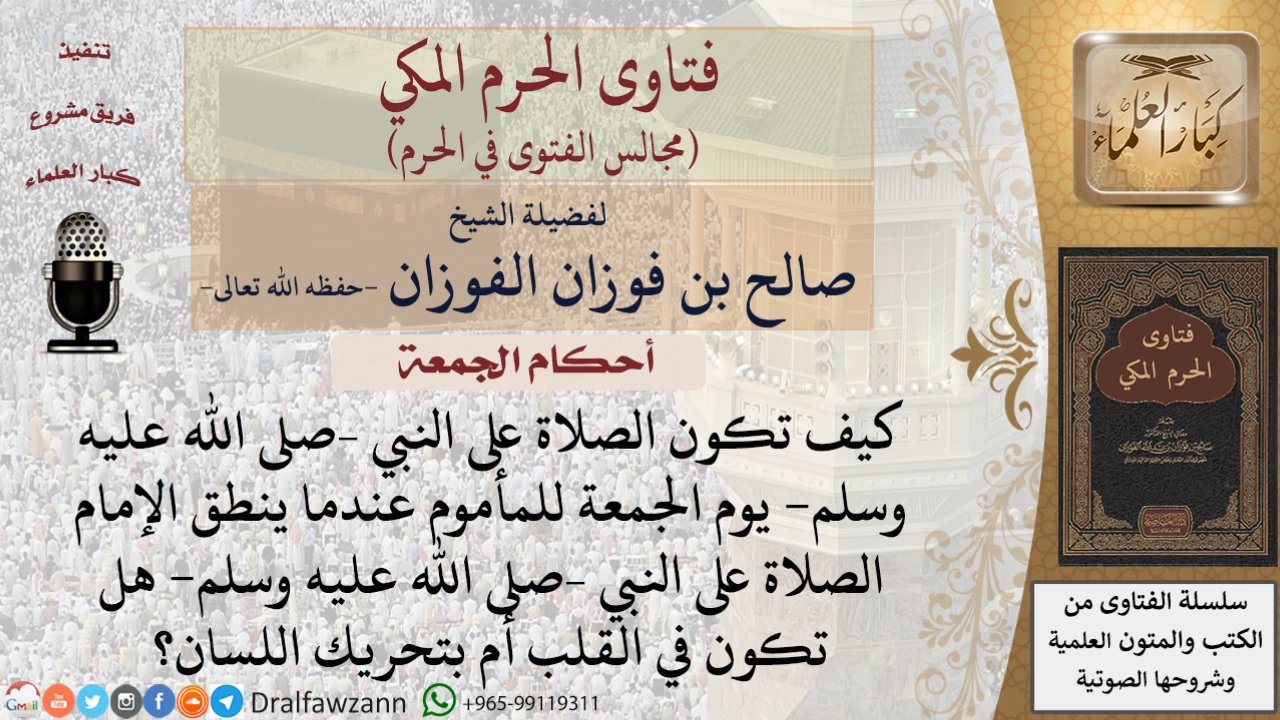 تنفيذ
فريق مشروع
كبار العلماء
فتاوى الحرم المكي
(مجالس الفتوى في الحرم)
لفضيلة الشيخ
صالح بن فوزان الفوزان -حفظه الله تعالى-
أحكام الجمعة
كيف تكون الصلاة على النبي -صلى الله عليه
وسلم- يوم الجمعة للمأموم عندما ينطق الإمام
الصلاة على النبي -صلى الله عليه وسلم- هل
تكون في القلب أم بتحريك اللسان؟
كبار العلماء
فتاوى
الحرم المكي
سلسلة الفتاوى من
الكتب والمتون العلمية
وشروحها الصوتية
Gmail
You Tube
Dralfawzann
+965-99119311